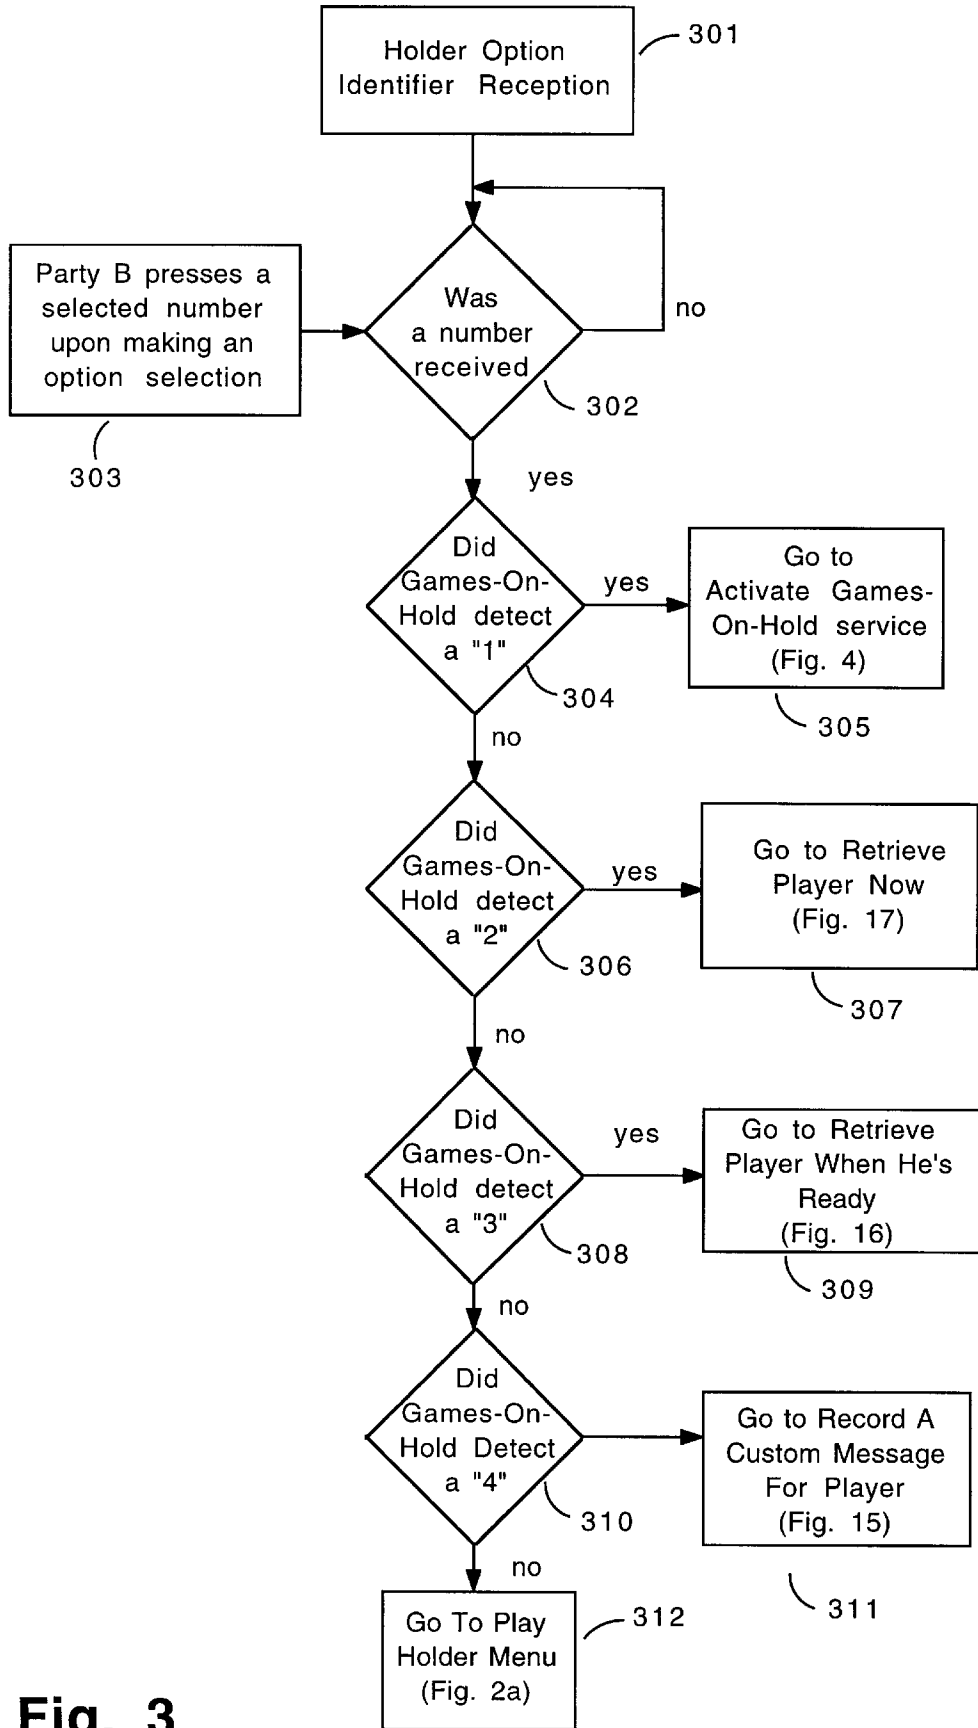 Holder Option
Identifier Reception
301
Party B presses a
selected number
upon making an
option selection
303
Was
a number
received
no
302
yes
Did
Games-On-
Hold detect
a "1"
304
yes
Go to
Activate Games-
On-Hold service
(Fig. 4)
305
no
Did
Games-On-
Hold detect
a "2"
306
yes
Go to Retrieve
Player Now
(Fig. 17)
307
no
Did
Games-On-
Hold detect
a "3"
308
yes
Go to Retrieve
Player When He's
Ready
(Fig. 16)
309
no
Did
Games-On-
Hold Detect
a "4"
310
Go to Record A
Custom Message
For Player
(Fig. 15)
311
no
Go To Play
Holder Menu
(Fig. 2a)
312
Fig. 3